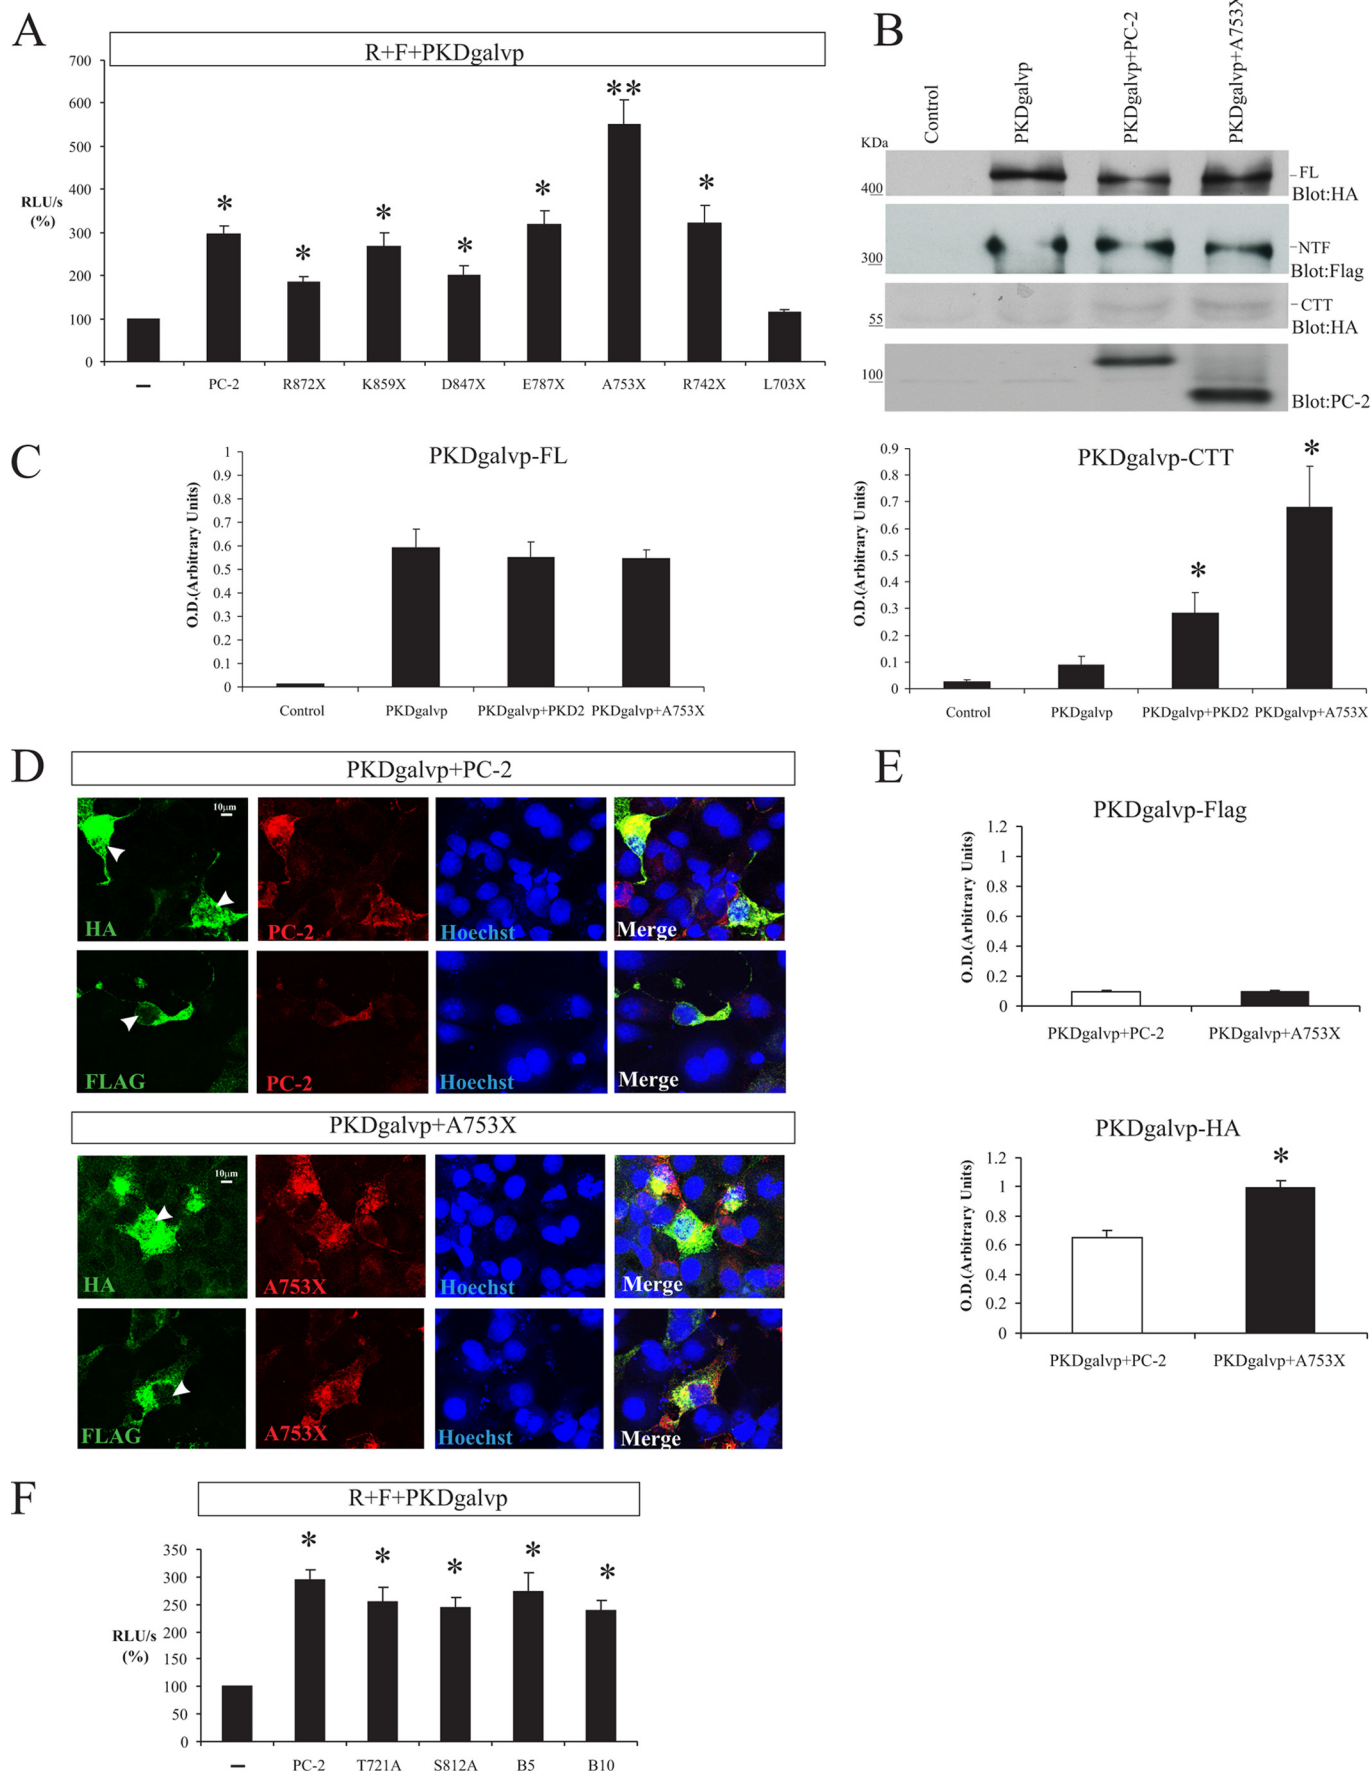 A
R+F+PKDgalvp
700
600
500
400
300
200
100
0
RLU/s
(%)
*
*
*
*
*
**
*
–
PC-2
R872X
K859X
D847X
E787X
A753X
R742X
L703X
B
Control
PKDgalvp
PKDgalvp+PC-2
PKDgalvp+A753X
KDa
400
–FL
Blot:HA
300
–NTF
Blot:Flag
55
–CTT
Blot:HA
100
Blot:PC-2
C
PKDgalvp-FL
O.D.(Arbitrary Units)
1
0.9
0.8
0.7
0.6
0.5
0.4
0.3
0.2
0.1
0
Control
PKDgalvp
PKDgalvp+PKD2
PKDgalvp+A753X
PKDgalvp-CTT
O.D.(Arbitrary Units)
0.9
0.8
0.7
0.6
0.5
0.4
0.3
0.2
0.1
0
*
*
Control
PKDgalvp
PKDgalvp+PKD2
PKDgalvp+A753X
D
PKDgalvp+PC-2
10µm
HA
PC-2
Hoechst
Merge
FLAG
PC-2
Hoechst
Merge
PKDgalvp+A753X
10µm
HA
A753X
Hoechst
Merge
FLAG
A753X
Hoechst
Merge
E
PKDgalvp-Flag
O.D.(Arbitrary Units)
1.2
1
0.8
0.6
0.4
0.2
0
PKDgalvp+PC-2
PKDgalvp+A753X
PKDgalvp-HA
O.D.(Arbitrary Units)
1.2
1
0.8
0.6
0.4
0.2
0
*
PKDgalvp+PC-2
PKDgalvp+A753X
F
R+F+PKDgalvp
350
300
250
200
150
100
50
0
RLU/s
(%)
*
*
*
*
*
–
PC-2
T721A
S812A
B5
B10